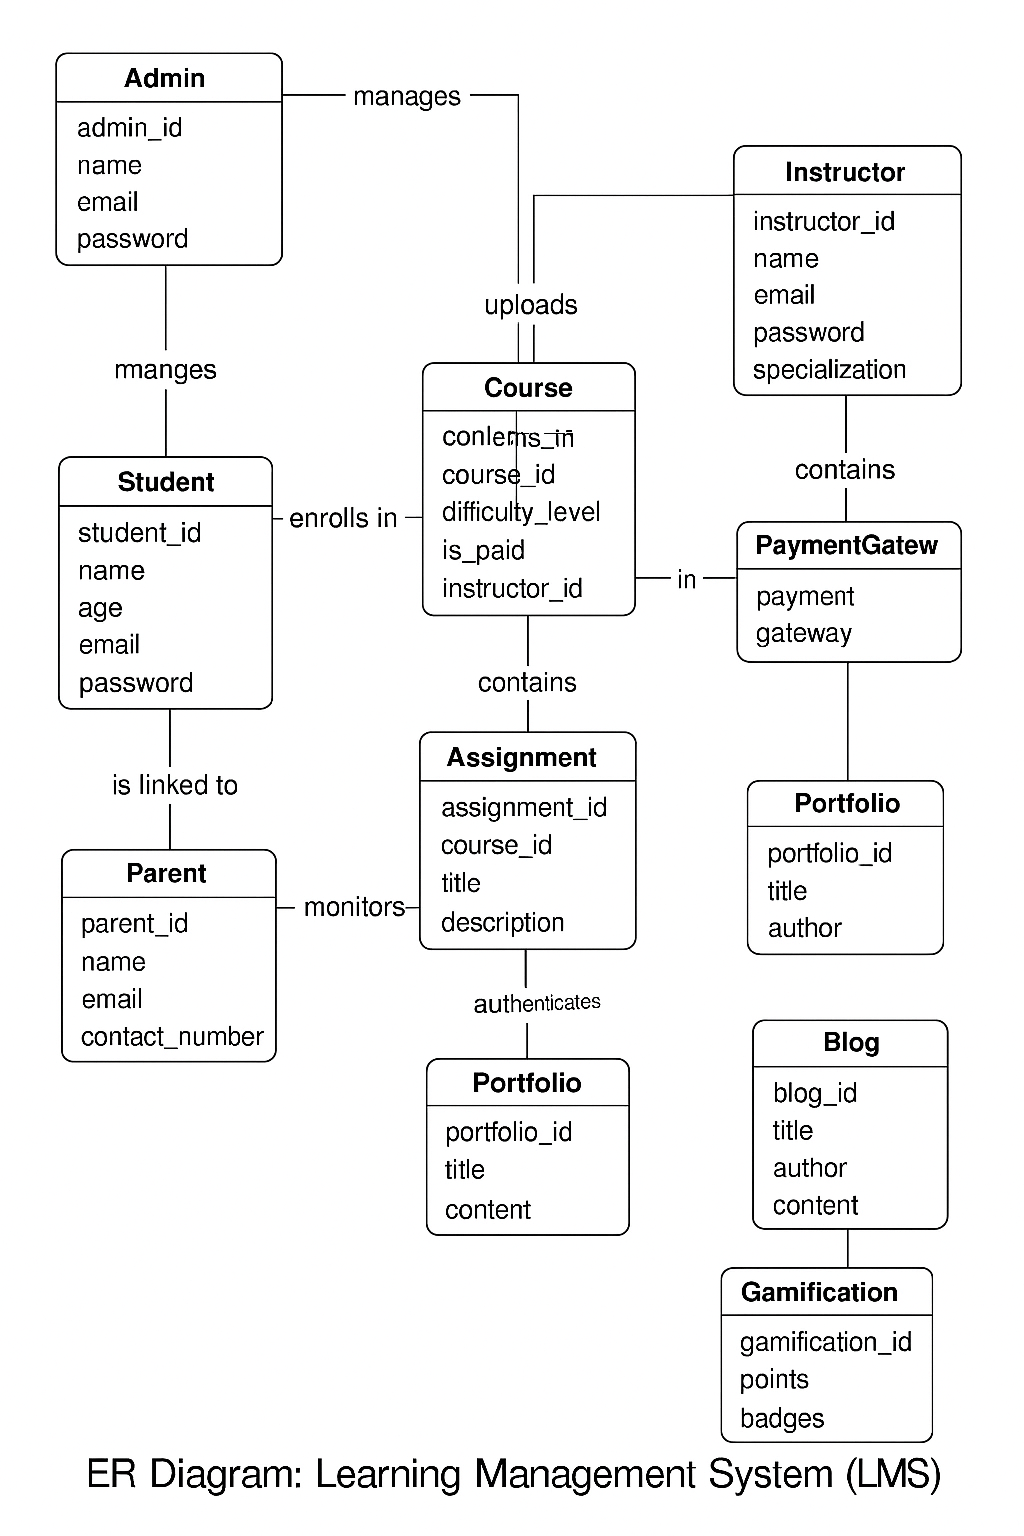 Admin
admin_id
name
email
password
manages
Instructor
instructor_id
name
email
password
specialization
uploads
manges
Course
course_id
difficulty_level
is_paid
instructor_id
Student
student_id
name
age
email
password
enrolls in
contains
PaymentGatew
payment
gateway
in
contains
is linked to
Assignment
assignment_id
course_id
title
description
Portfolio
portfolio_id
title
author
Parent
parent_id
name
email
contact_number
monitors
authenticates
Portfolio
portfolio_id
title
content
Blog
blog_id
title
author
content
Gamification
gamification_id
points
badges
ER Diagram: Learning Management System (LMS)